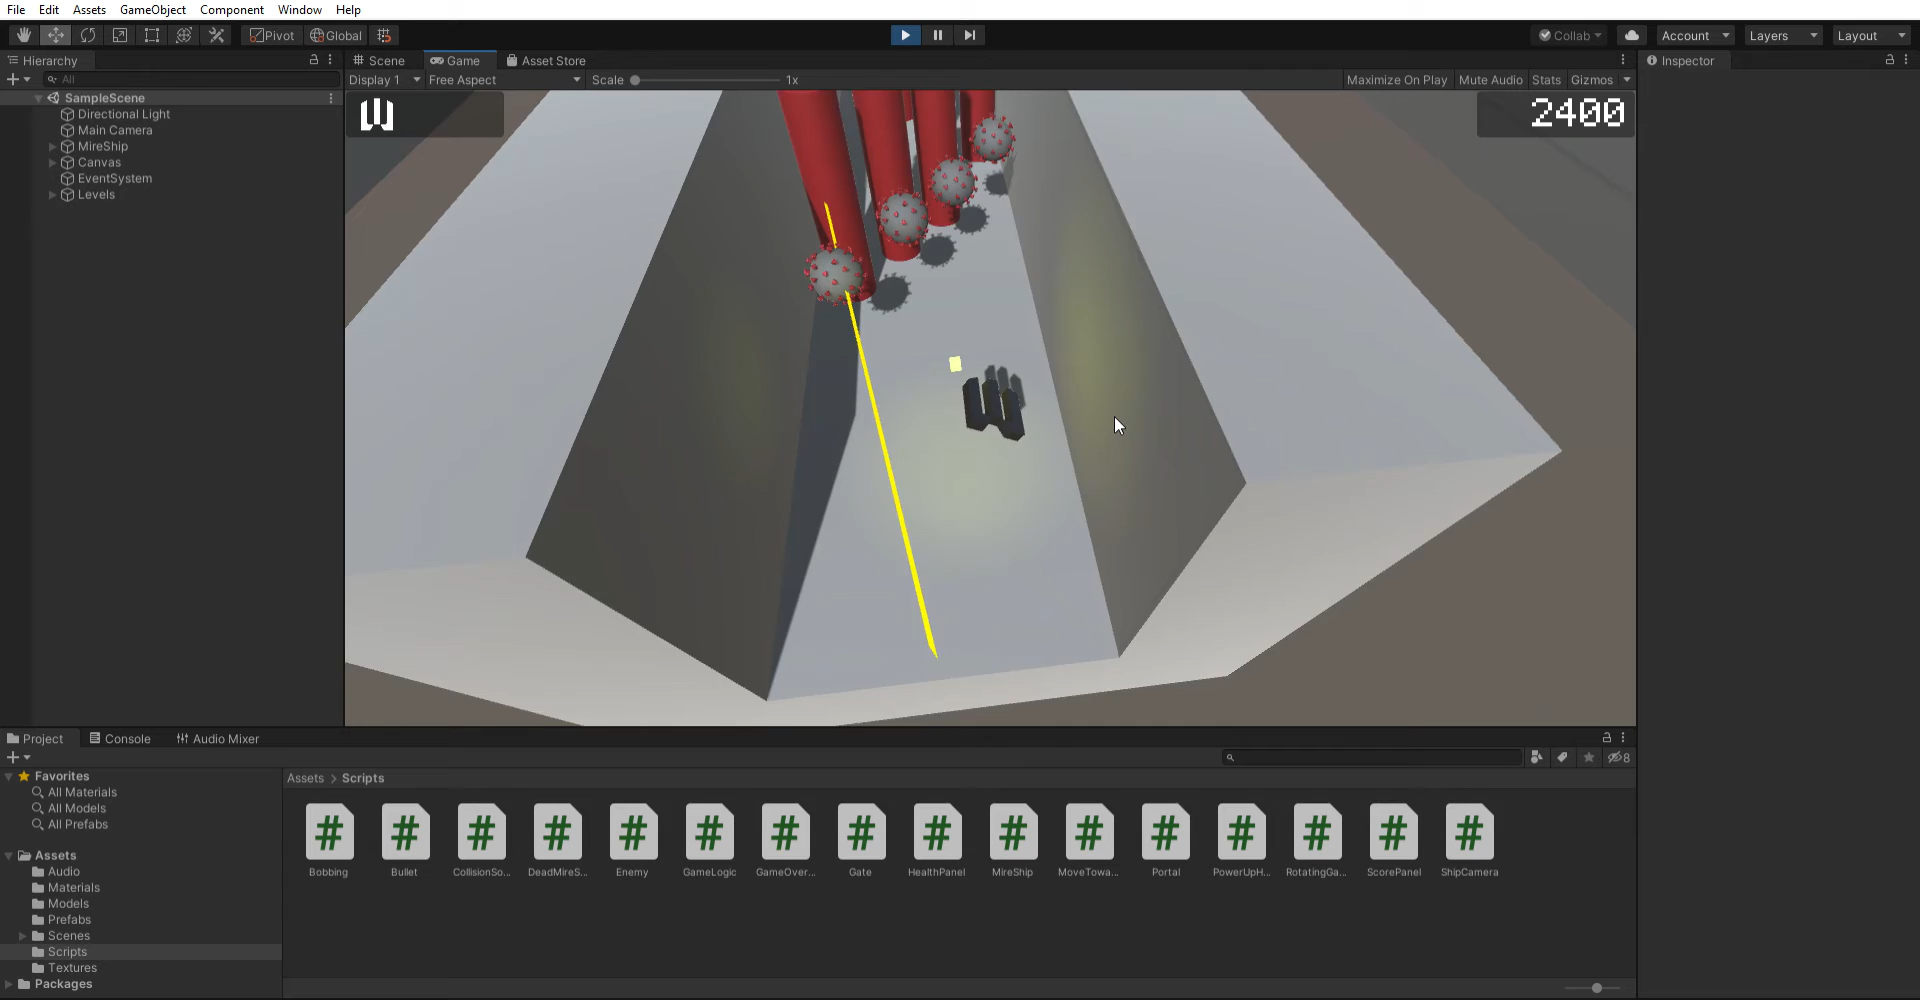 File Edit Assets GameObject Component Window Help
Pivot Global Collab Account Layers Layout
Hierarchy Scene Game Asset Store Inspector
All Display 1 Free Aspect Scale 1x Maximize On Play Mute Audio Stats Gizmos
SampleScene
Directional Light
Main Camera
MireShip
Canvas
EventSystem
Levels
2400
Project Console Audio Mixer
8
Favorites
All Materials
All Models
All Prefabs
Assets
Audio
Materials
Models
Prefabs
Scenes
Scripts
Textures
Packages
Assets > Scripts
# # # # # # # # # # # # # # # #
Bobbing Bullet CollisionSo... DeadMireS... Enemy GameLogic GameOver... Gate HealthPanel MireShip MoveTowa... Portal PowerUpH... RotatingGa... ScorePanel ShipCamera